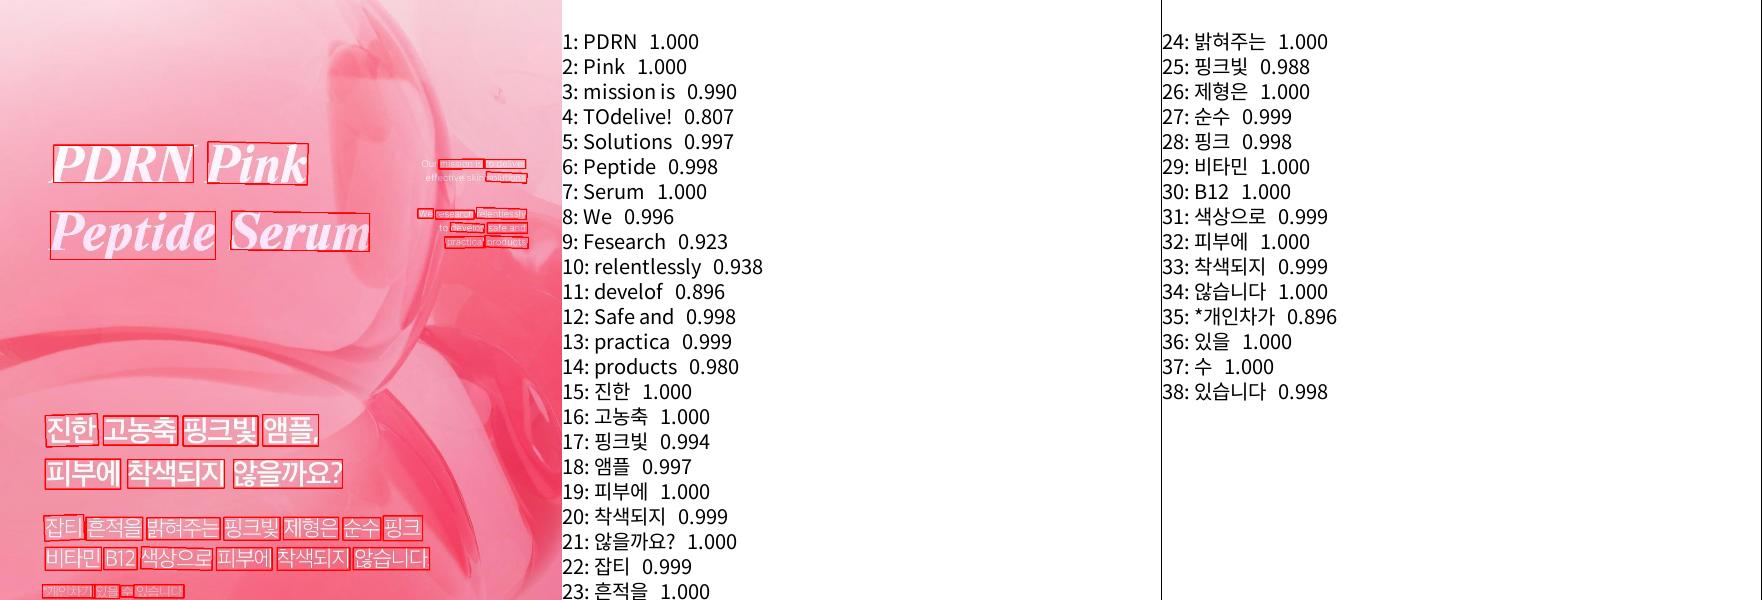 PDRN Pink
Peptide Serum
Our mission is to deliver
effective skin solutions
We research relentlessly
to develop safe and
practical products
진한 고농축 핑크빛 앰플,
피부에 착색되지 않을까요?
잡티 흔적을 밝혀주는 핑크빛 제형은 순수 핑크
비타민 B12 색상으로 피부에 착색되지 않습니다
*개인차가 있을 수 있습니다
1: PDRN 1.000
2: Pink 1.000
3: mission is 0.990
4: TOdelive! 0.807
5: Solutions 0.997
6: Peptide 0.998
7: Serum 1.000
8: We 0.996
9: Fesearch 0.923
10: relentlessly 0.938
11: develof 0.896
12: Safe and 0.998
13: practica 0.999
14: products 0.980
15: 진한 1.000
16: 고농축 1.000
17: 핑크빛 0.994
18: 앰플 0.997
19: 피부에 1.000
20: 착색되지 0.999
21: 않을까요? 1.000
22: 잡티 0.999
23: 흔적을 1.000
24: 밝혀주는 1.000
25: 핑크빛 0.988
26: 제형은 1.000
27: 순수 0.999
28: 핑크 0.998
29: 비타민 1.000
30: B12 1.000
31: 색상으로 0.999
32: 피부에 1.000
33: 착색되지 0.999
34: 않습니다 1.000
35: *개인차가 0.896
36: 있을 1.000
37: 수 1.000
38: 있습니다 0.998